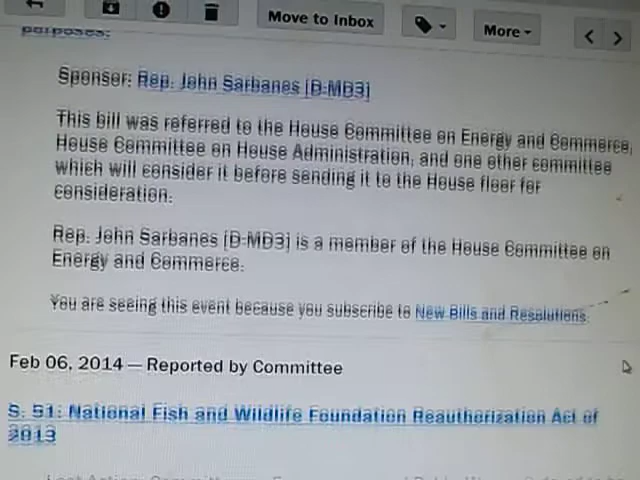 Move to Inbox
More
purposes.
Sponsor: Rep. John Sarbanes [D-MD3]
This bill was referred to the House Committee on Energy and Commerce,
House Committee on House Administration, and one other committee
which will consider it before sending it to the House floor for
consideration.
Rep. John Sarbanes [D-MD3] is a member of the House Committee on
Energy and Commerce.
You are seeing this event because you subscribe to New Bills and Resolutions.
Feb 06, 2014 — Reported by Committee
S. 51: National Fish and Wildlife Foundation Reauthorization Act of
2013